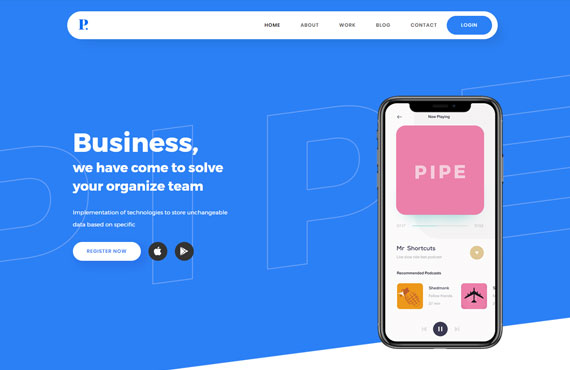 P.
HOME
ABOUT
WORK
BLOG
CONTACT
LOGIN
PIPE
Business,
we have come to solve
your organize team
Implementation of technologies to store unchangeable
data based on specific
REGISTER NOW
Now Playing
PIPE
Mr Shortcuts
Recommended Podcasts
Shedmonk